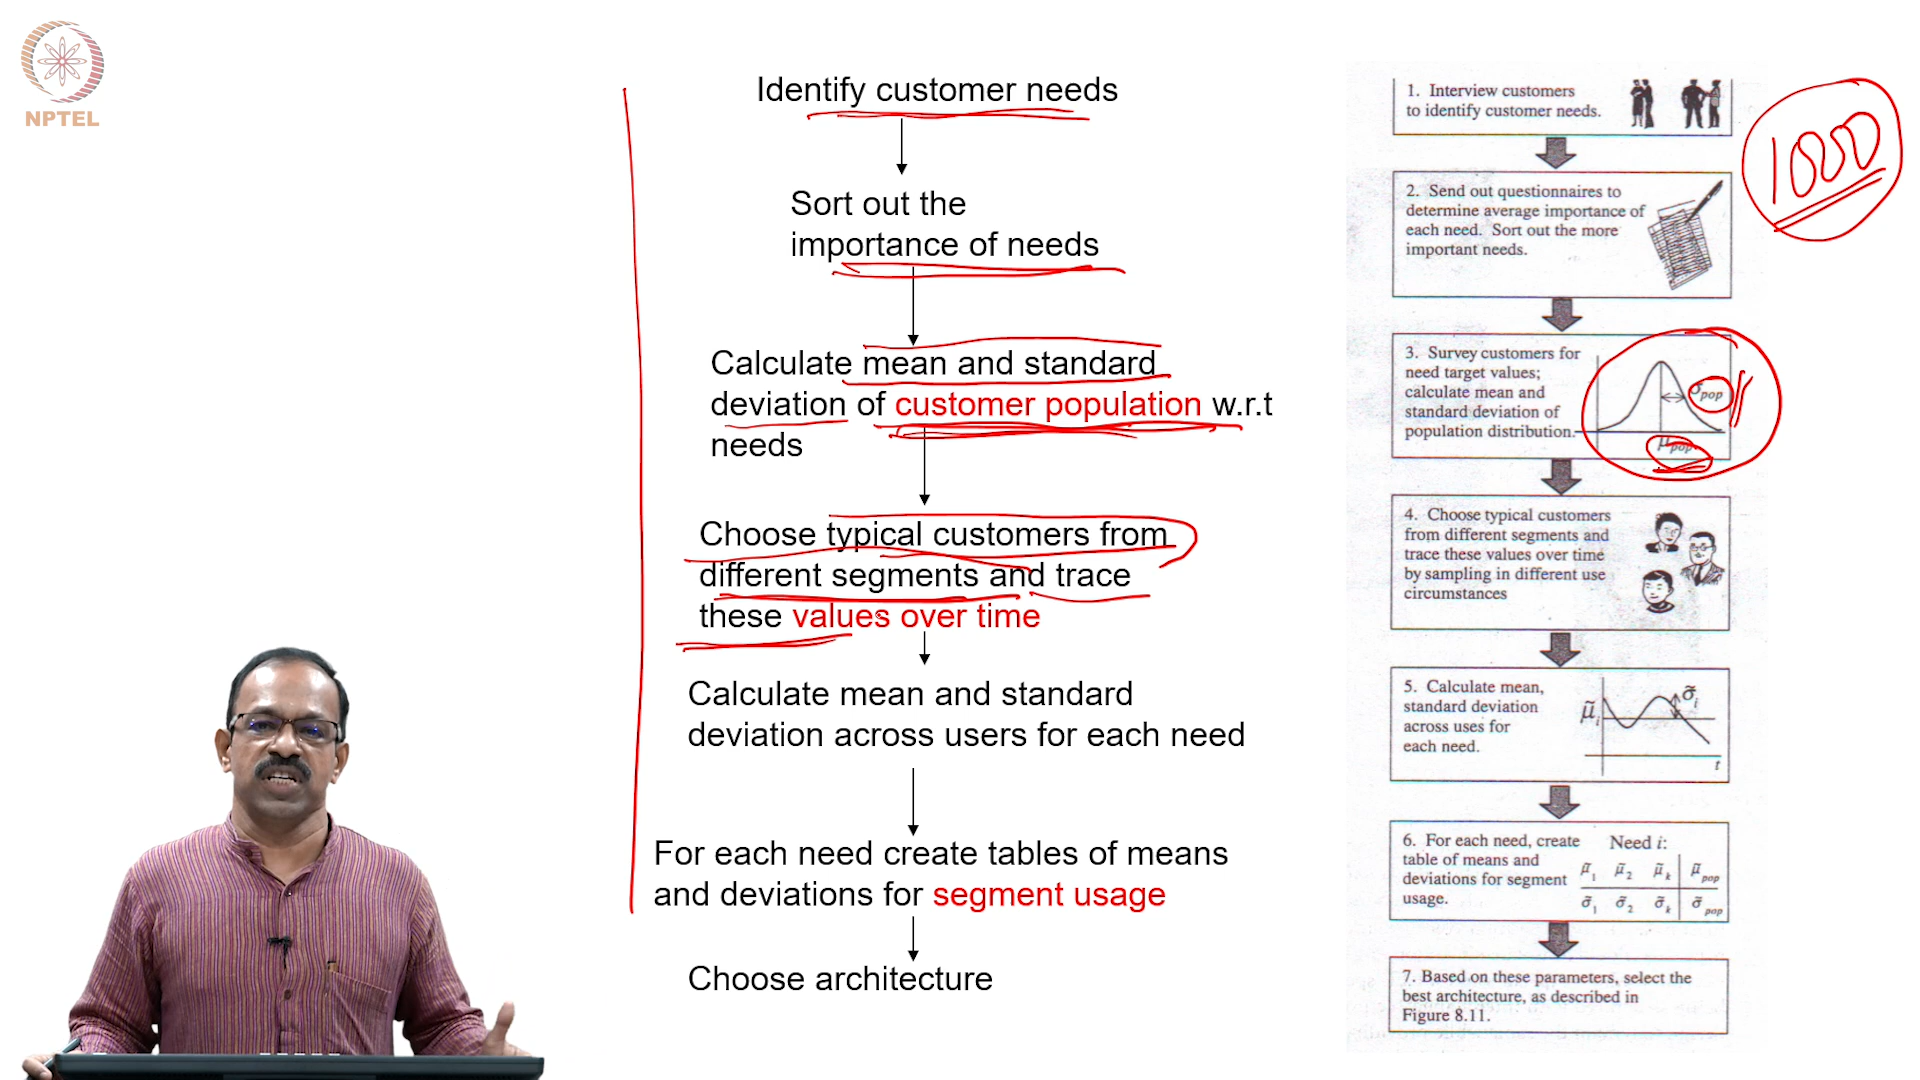 NPTEL
Identify customer needs
Sort out the
importance of needs
Calculate mean and standard
deviation of customer population w.r.t
needs
Choose typical customers from
different segments and trace
these values over time
Calculate mean and standard
deviation across users for each need
For each need create tables of means
and deviations for segment usage
Choose architecture
1. Interview customers
to identify customer needs.
1000
2. Send out questionnaires to
determine average importance of
each need. Sort out the more
important needs.
3. Survey customers for
need target values;
calculate mean and
standard deviation of
population distribution.
σpop
μpop
4. Choose typical customers
from different segments and
trace these values over time
by sampling in different use
circumstances
5. Calculate mean,
standard deviation
across uses for
each need.
μ̃i
σ̃i
t
6. For each need, create
table of means and
deviations for segment
usage.
Need i:
μ̃1 μ̃2 μ̃k μ̃pop
σ̃1 σ̃2 σ̃k σ̃pop
7. Based on these parameters, select the
best architecture, as described in
Figure 8.11.